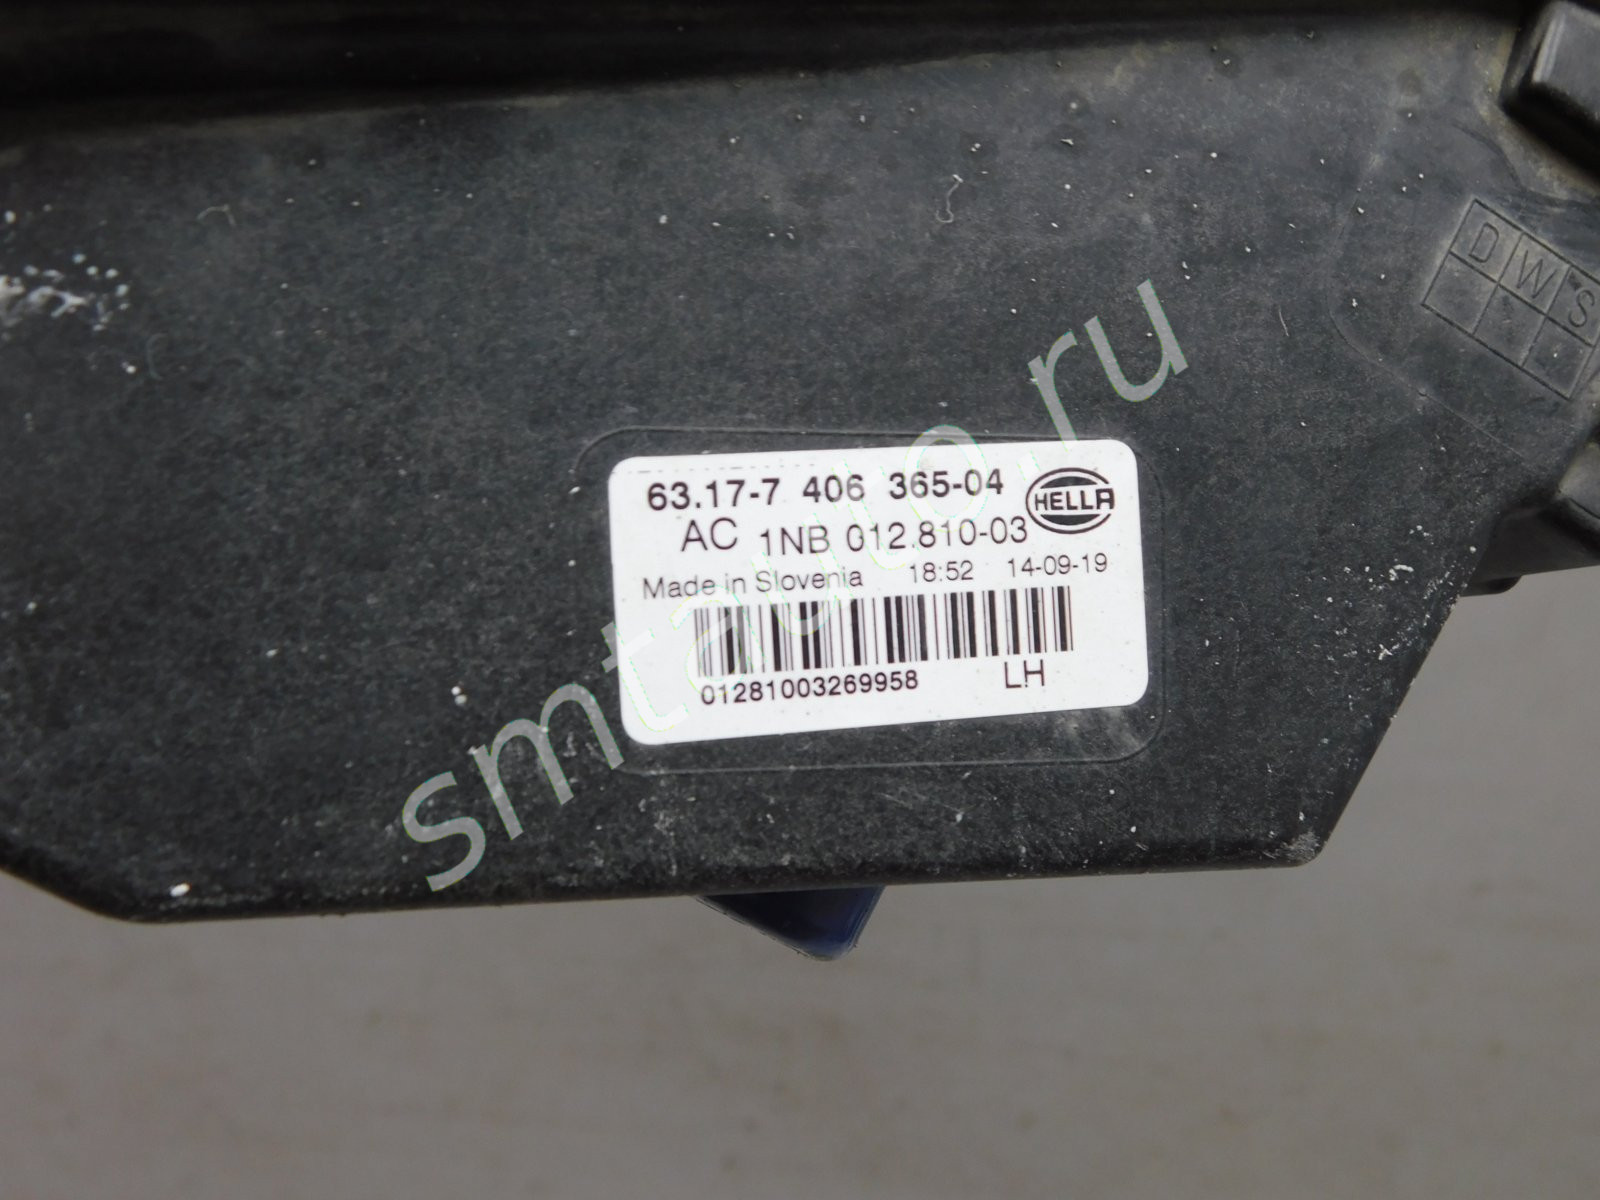 D W S
63.17-7 406 365-04
HELLA
AC 1NB 012.810-03
Made in Slovenia 18:52 14-09-19
01281003269958 LH
smtauto.ru